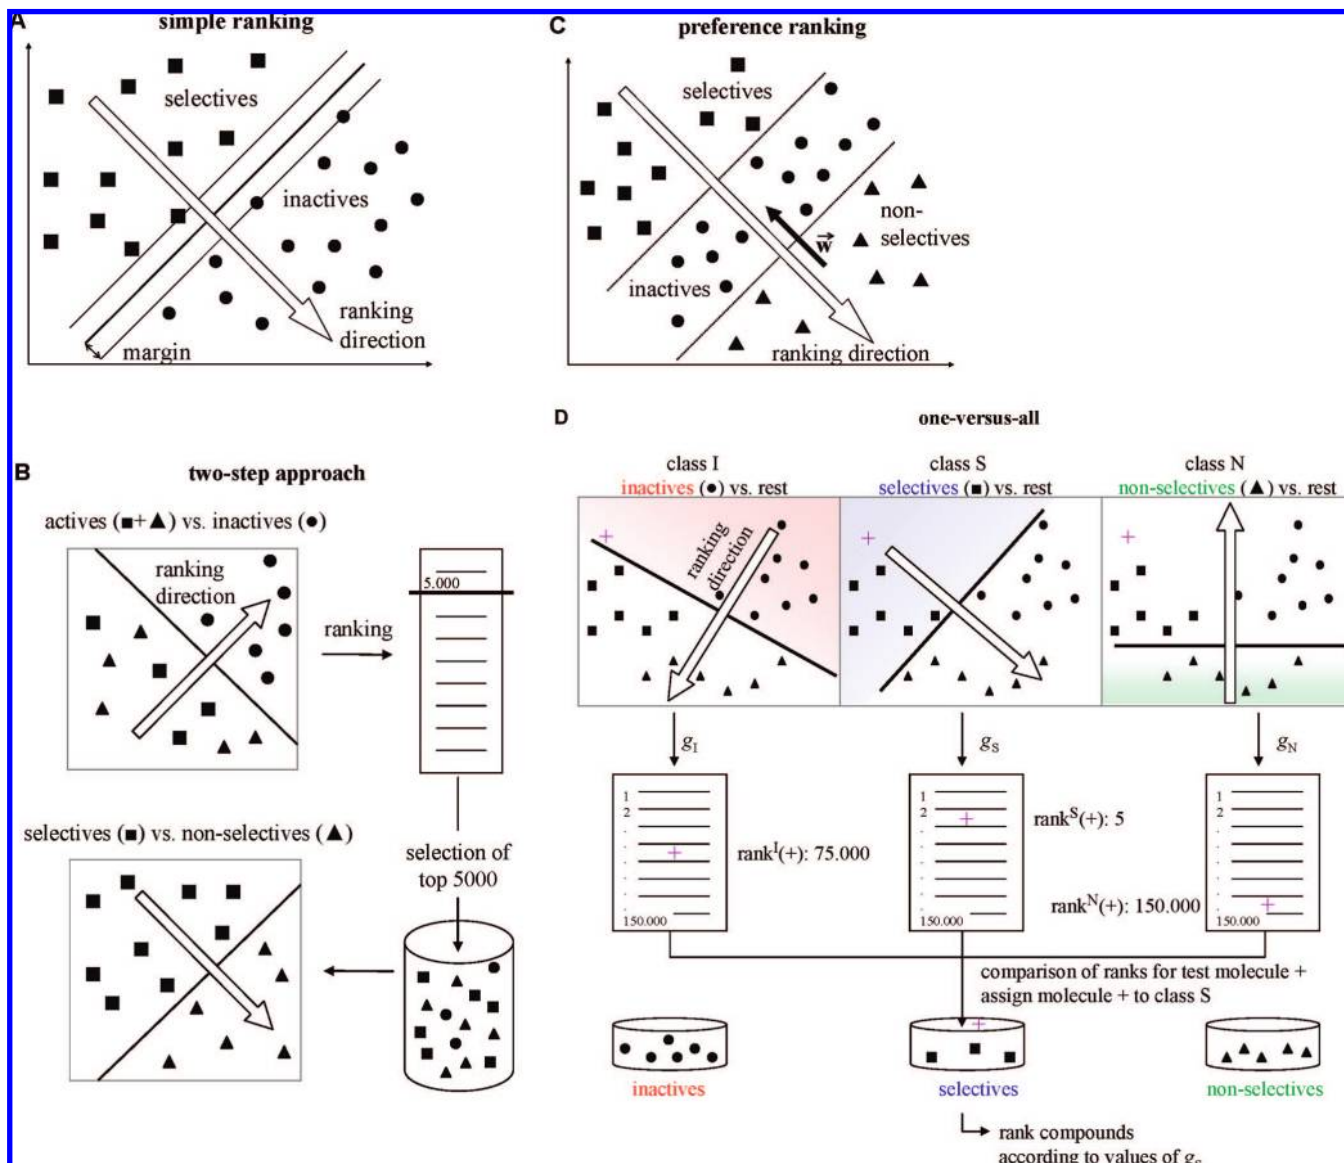 A
simple ranking
selectives
inactives
ranking
direction
margin
C
preference ranking
selectives
non-
selectives
w
inactives
ranking direction
B
two-step approach
actives (■+▲) vs. inactives (●)
ranking
direction
5.000
ranking
selectives (■) vs. non-selectives (▲)
selection of
top 5000
D
one-versus-all
class I
inactives (●) vs. rest
class S
selectives (■) vs. rest
class N
non-selectives (▲) vs. rest
ranking
direction
+
+
+
gI
gS
gN
1
2
.
.
.
.
150.000
+
rankI(+): 75.000
1
2
.
.
.
.
150.000
+
rankS(+): 5
1
2
.
.
.
.
150.000
+
rankN(+): 150.000
comparison of ranks for test molecule +
assign molecule + to class S
+
inactives
selectives
non-selectives
rank compounds
according to values of gS